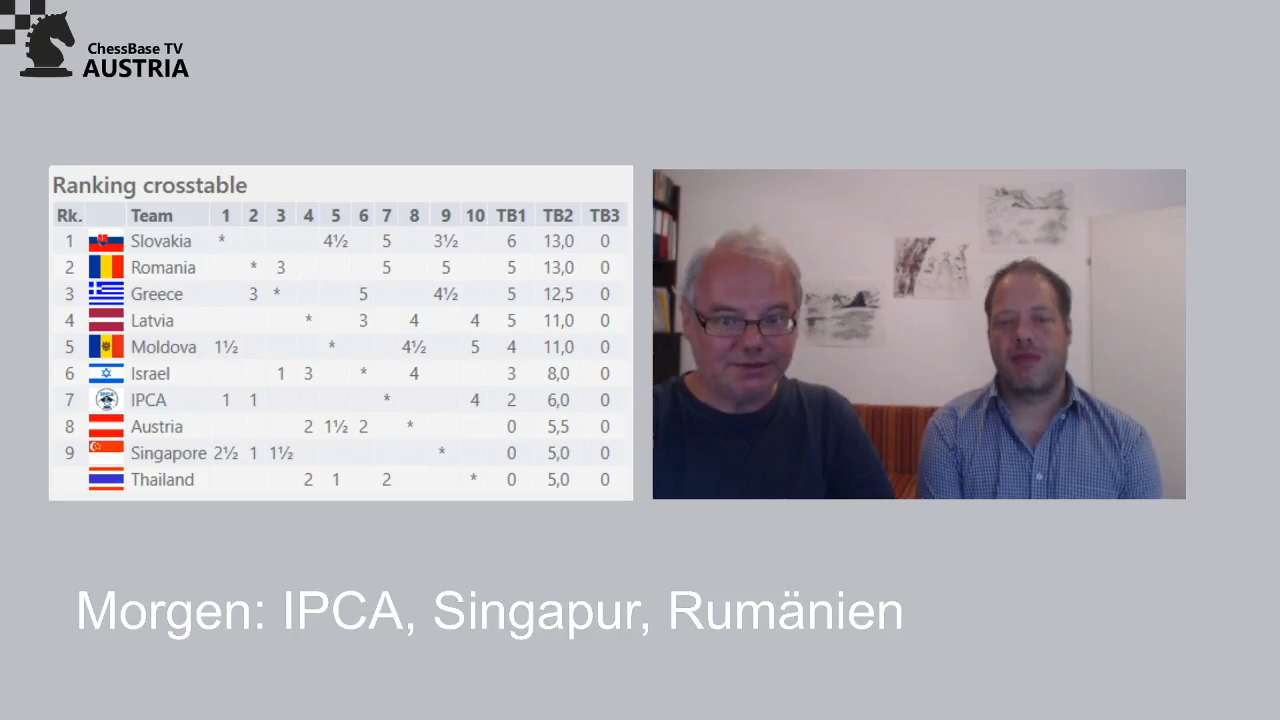 ChessBase TV
AUSTRIA
Ranking crosstable
Rk. Team 1 2 3 4 5 6 7 8 9 10 TB1 TB2 TB3
1 Slovakia * 4½ 5 3½ 6 13,0 0
2 Romania * 3 5 5 5 13,0 0
3 Greece 3 * 5 4½ 5 12,5 0
4 Latvia * 3 4 4 5 11,0 0
5 Moldova 1½ * 4½ 5 4 11,0 0
6 Israel 1 3 * 4 3 8,0 0
7 IPCA 1 1 * 4 2 6,0 0
8 Austria 2 1½ 2 * 0 5,5 0
9 Singapore 2½ 1 1½ * 0 5,0 0
Thailand 2 1 2 * 0 5,0 0
Morgen: IPCA, Singapur, Rumänien